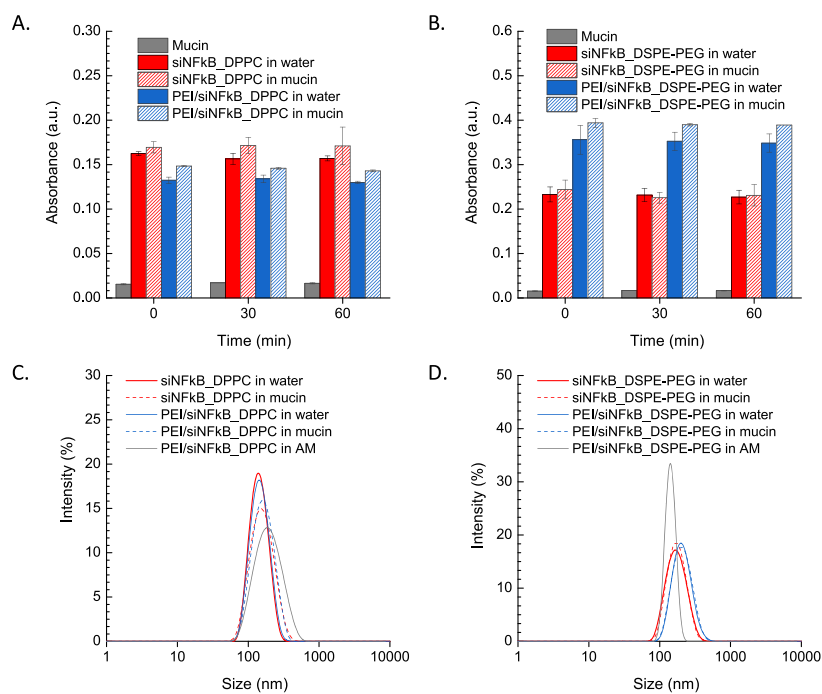 A.
0.30
0.25
0.20
0.15
0.10
0.05
0.00
Absorbance (a.u.)
Mucin
siNFkB_DPPC in water
siNFkB_DPPC in mucin
PEI/siNFkB_DPPC in water
PEI/siNFkB_DPPC in mucin
0
30
60
Time (min)
B.
0.6
0.5
0.4
0.3
0.2
0.1
0.0
Absorbance (a.u.)
Mucin
siNFkB_DSPE-PEG in water
siNFkB_DSPE-PEG in mucin
PEI/siNFkB_DSPE-PEG in water
PEI/siNFkB_DSPE-PEG in mucin
0
30
60
Time (min)
C.
30
25
20
15
10
5
0
Intensity (%)
siNFkB_DPPC in water
siNFkB_DPPC in mucin
PEI/siNFkB_DPPC in water
PEI/siNFkB_DPPC in mucin
PEI/siNFkB_DPPC in AM
1
10
100
1000
10000
Size (nm)
D.
50
40
30
20
10
0
Intensity (%)
siNFkB_DSPE-PEG in water
siNFkB_DSPE-PEG in mucin
PEI/siNFkB_DSPE-PEG in water
PEI/siNFkB_DSPE-PEG in mucin
PEI/siNFkB_DSPE-PEG in AM
1
10
100
1000
10000
Size (nm)